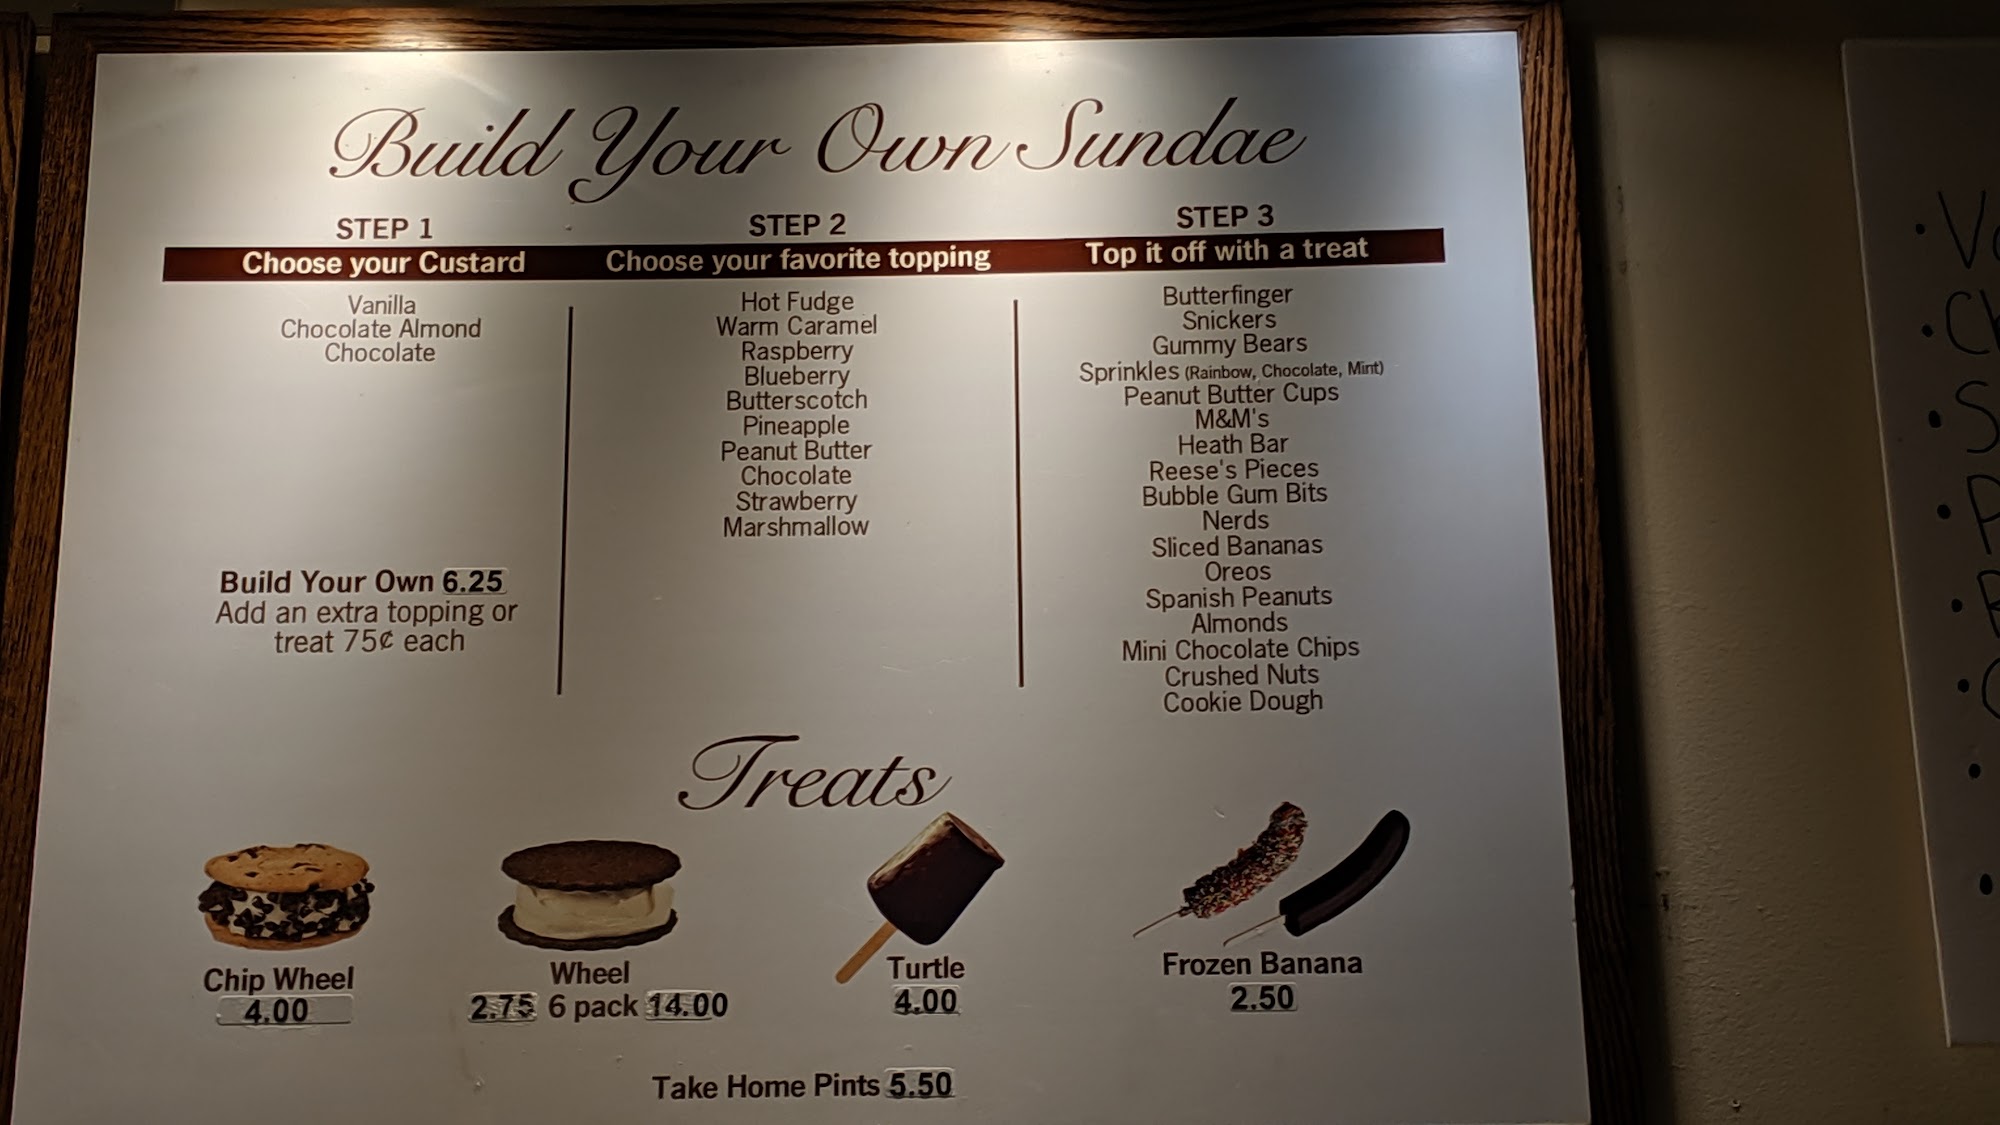 Build Your Own Sundae
STEP 1
Choose your Custard
Vanilla
Chocolate Almond
Chocolate
Build Your Own 6.25
Add an extra topping or
treat 75¢ each
STEP 2
Choose your favorite topping
Hot Fudge
Warm Caramel
Raspberry
Blueberry
Butterscotch
Pineapple
Peanut Butter
Chocolate
Strawberry
Marshmallow
STEP 3
Top it off with a treat
Butterfinger
Snickers
Gummy Bears
Sprinkles (Rainbow, Chocolate, Mint)
Peanut Butter Cups
M&M's
Heath Bar
Reese's Pieces
Bubble Gum Bits
Nerds
Sliced Bananas
Oreos
Spanish Peanuts
Almonds
Mini Chocolate Chips
Crushed Nuts
Cookie Dough
Treats
Chip Wheel
4.00
Wheel
2.75 6 pack 14.00
Turtle
4.00
Frozen Banana
2.50
Take Home Pints 5.50